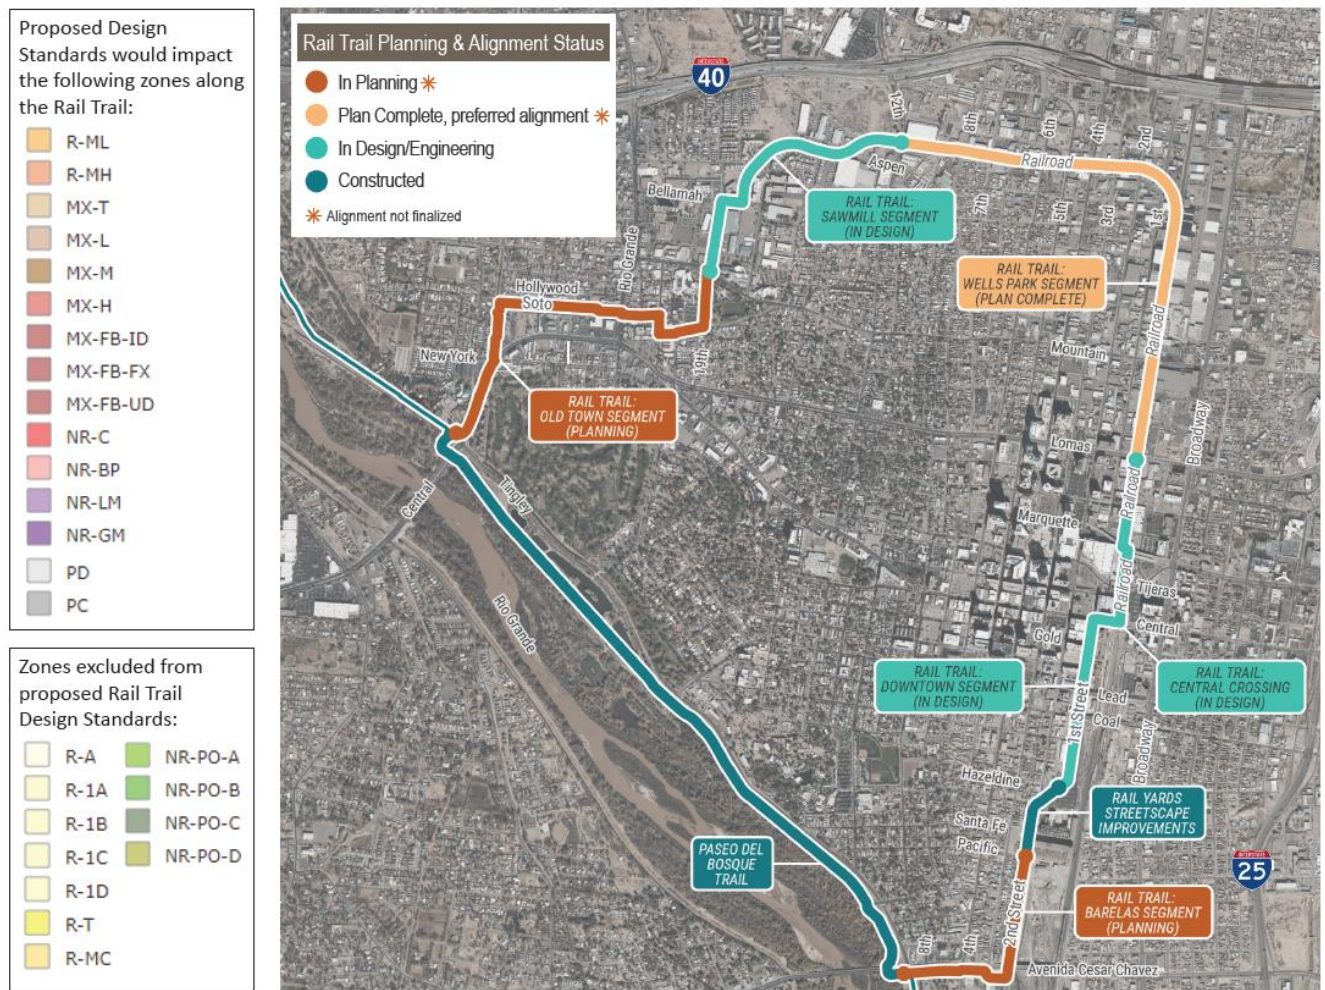 Proposed Design
Standards would impact
the following zones along
the Rail Trail:
R-ML
R-MH
MX-T
MX-L
MX-M
MX-H
MX-FB-ID
MX-FB-FX
MX-FB-UD
NR-C
NR-BP
NR-LM
NR-GM
PD
PC
Zones excluded from
proposed Rail Trail
Design Standards:
R-A
R-1A
R-1B
R-1C
R-1D
R-T
R-MC
NR-PO-A
NR-PO-B
NR-PO-C
NR-PO-D
Rail Trail Planning & Alignment Status
In Planning *
Plan Complete, preferred alignment *
In Design/Engineering
Constructed
* Alignment not finalized
INTERSTATE
40
12th
8th
6th
4th
2nd
Railroad
Aspen
Bellamah
7th
5th
3rd
1st
RAIL TRAIL:
SAWMILL SEGMENT
(IN DESIGN)
Rio Grande
RAIL TRAIL:
WELLS PARK SEGMENT
(PLAN COMPLETE)
Hollywood
Soto
Railroad
New York
19th
Mountain
RAIL TRAIL:
OLD TOWN SEGMENT
(PLANNING)
Broadway
Lomas
Central
Tingley
Railroad
Marquette
Railroad
Tijeras
Rio Grande
Gold
Central
RAIL TRAIL:
DOWNTOWN SEGMENT
(IN DESIGN)
RAIL TRAIL:
CENTRAL CROSSING
(IN DESIGN)
1st Street
Lead
Coal
Broadway
Hazeldine
RAIL YARDS
STREETSCAPE
IMPROVEMENTS
Santa Fe
Pacific
PASEO DEL
BOSQUE
TRAIL
INTERSTATE
25
RAIL TRAIL:
BARELAS SEGMENT
(PLANNING)
2nd Street
8th
4th
Avenida Cesar Chavez